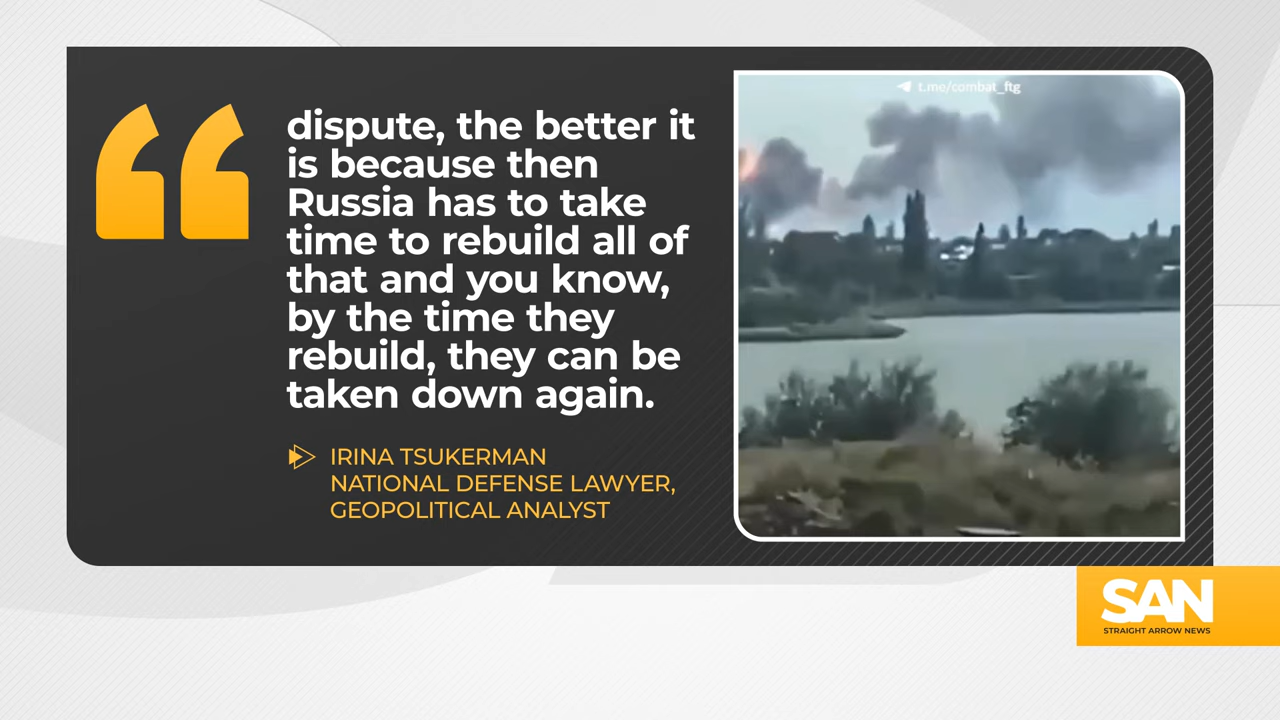 dispute, the better it
is because then
Russia has to take
time to rebuild all of
that and you know,
by the time they
rebuild, they can be
taken down again.
IRINA TSUKERMAN
NATIONAL DEFENSE LAWYER,
GEOPOLITICAL ANALYST
t.me/combat_ftg
SAN
STRAIGHT ARROW NEWS